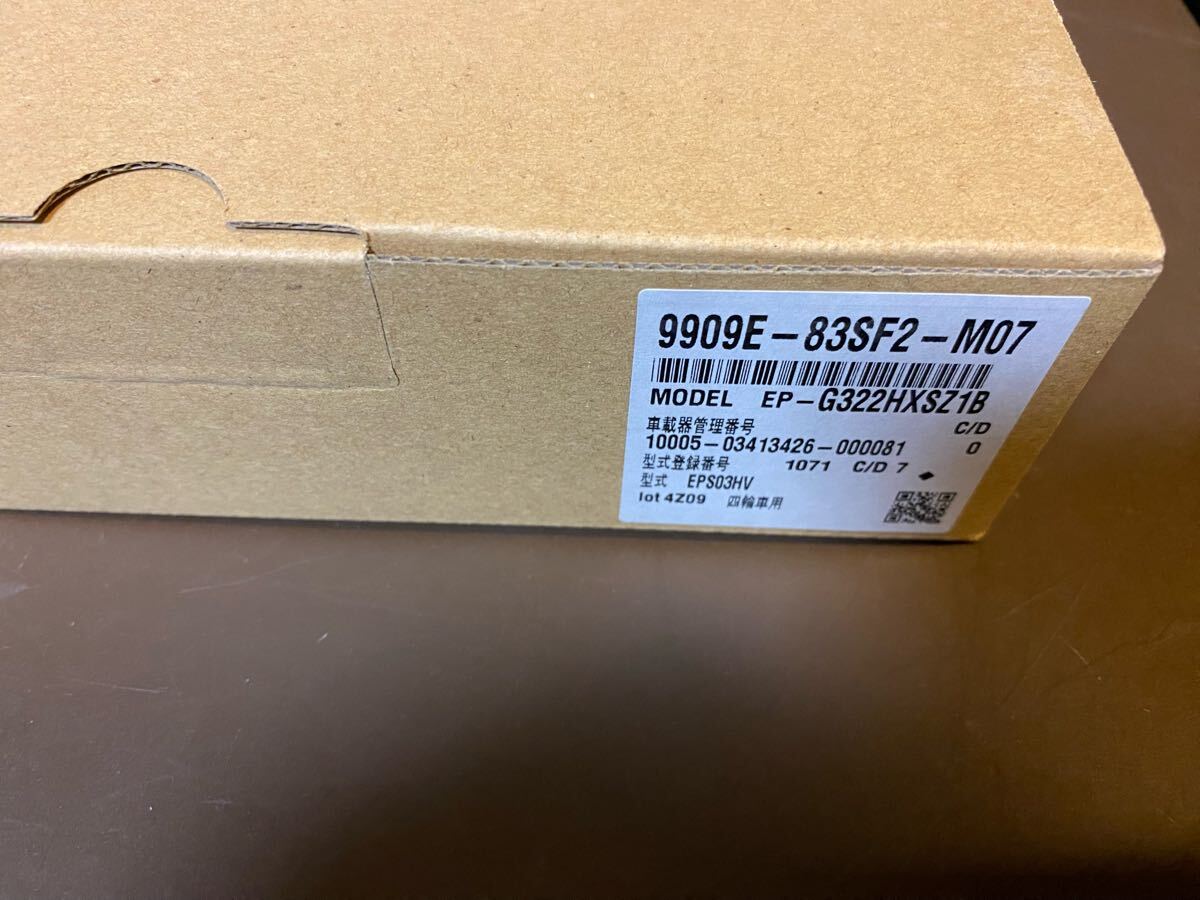 9909E-83SF2-M07
MODEL EP-G322HXSZ1B
車載器管理番号 C/D
10005-03413426-000081 0
型式登録番号 1071 C/D 7 ◆
型式 EPS03HV
lot 4Z09 四輪車用